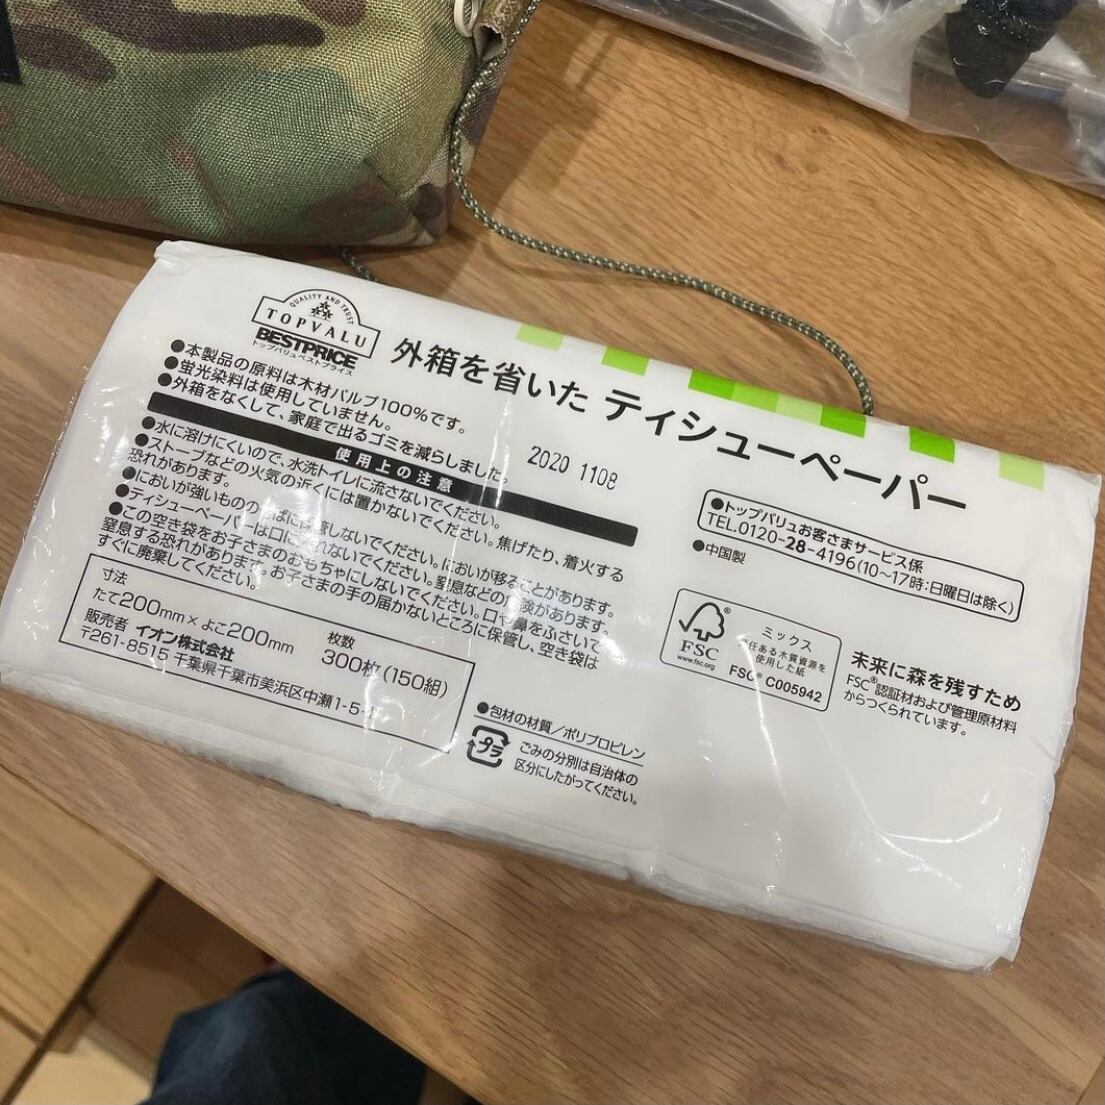 QUALITY AND TRUST
TOPVALU
BESTPRICE
トップバリュベストプライス
外箱を省いた ティシューペーパー
●本製品の原料は木材パルプ100%です。
●蛍光染料は使用していません。
●外箱をなくして、家庭で出るゴミを減らしました。
2020 1108
使用上の注意
●水に溶けにくいので、水洗トイレに流さないでください。
●ストーブなどの火気の近くには置かないでください。焦げたり、着火する
恐れがあります。
●においが強いものの ばに保管しないでください。においが移ることがあります。
●ティシューペーパーは口に れないでください。窒息などの 険があります。
●この空き袋をお子さまのおもちゃにしないでください。口や鼻をふさいで
窒息する恐れがあります。お子さまの手の届かないところに保管し、空き袋は
すぐに廃棄してください。
寸法
たて200mm×よこ200mm
枚数
300枚(150組)
販売者 イオン株式会社
〒261-8515 千葉県千葉市美浜区中瀬1-5-1
●トップバリュお客さまサービス係
TEL.0120-28-4196(10〜17時:日曜日は除く)
●中国製
FSC®
www.fsc.org
ミックス
責任ある木質資源を
使用した紙
FSC® C005942
未来に森を残すため
FSC®認証材および管理原材料
からつくられています。
●包材の材質/ポリプロピレン
プラ
ごみの分別は自治体の
区分にしたがってください。